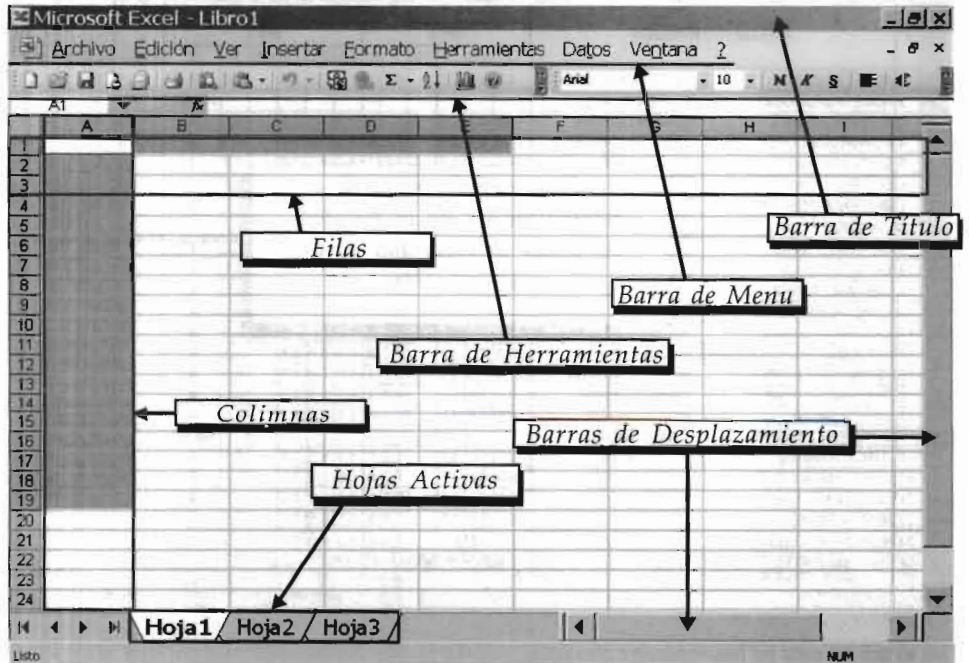 Microsoft Excel - Libro1
Archivo Edición Ver Insertar Formato Herramientas Datos Ventana ?
Σ Arial 10 N K S
A1 fx
A B C D E F G H I
1
2
3
4
5
6
7
8
9
10
11
12
13
14
15
16
17
18
19
20
21
22
23
24
Filas
Barra de Título
Barra de Menu
Barra de Herramientas
Colimnas
Barras de Desplazamiento
Hojas Activas
Hoja1 Hoja2 Hoja3
Listo NUM